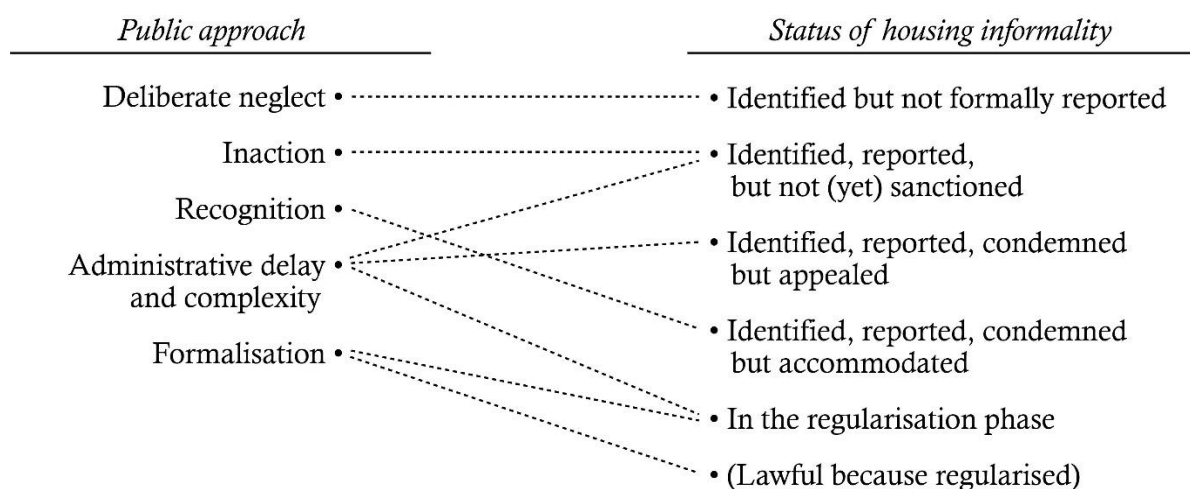 Public approach
Status of housing informality
Deliberate neglect •
Inaction •
Recognition •
Administrative delay •
and complexity
Formalisation •
• Identified but not formally reported
• Identified, reported,
but not (yet) sanctioned
• Identified, reported, condemned
but appealed
• Identified, reported, condemned
but accommodated
• In the regularisation phase
• (Lawful because regularised)